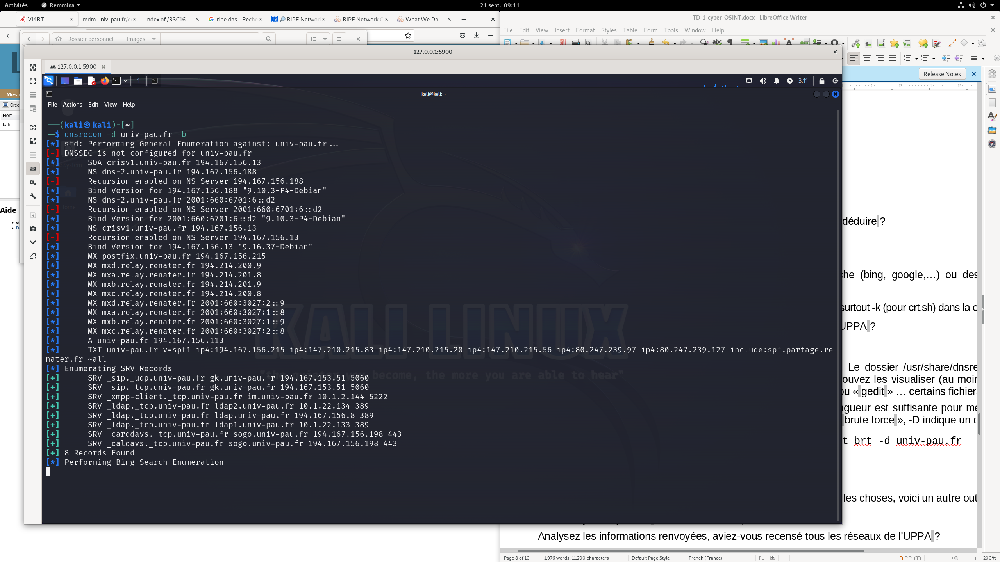 Activités
Remmina
21 sept. 09:11
VI4RT
mdm.univ-pau.fr/e
Index of /R3C16
ripe dns - Reche
RIPE Networ
RIPE Network C
What We Do —
TD-1-cyber-OSINT.docx - LibreOffice Writer
File Edit View Insert Format Styles Table Form Tools Window Help
Dossier personnel
Images
127.0.0.1:5900
127.0.0.1:5900
Release Notes
1
3:11
12 13 14 15
kali@kali: ~
File Actions Edit View Help
Mes
Crée
Nom
kali
Aide
┌──(kali㉿kali)-[~]
└─$ dnsrecon -d univ-pau.fr -b
[*] std: Performing General Enumeration against: univ-pau.fr...
[-] DNSSEC is not configured for univ-pau.fr
[*] SOA crisv1.univ-pau.fr 194.167.156.13
[*] NS dns-2.univ-pau.fr 194.167.156.188
[-] Recursion enabled on NS Server 194.167.156.188
[*] Bind Version for 194.167.156.188 "9.10.3-P4-Debian"
[*] NS dns-2.univ-pau.fr 2001:660:6701:6::d2
[-] Recursion enabled on NS Server 2001:660:6701:6::d2
[*] Bind Version for 2001:660:6701:6::d2 "9.10.3-P4-Debian"
[*] NS crisv1.univ-pau.fr 194.167.156.13
[-] Recursion enabled on NS Server 194.167.156.13
[*] Bind Version for 194.167.156.13 "9.16.37-Debian"
[*] MX postfix.univ-pau.fr 194.167.156.215
[*] MX mxd.relay.renater.fr 194.214.200.9
[*] MX mxa.relay.renater.fr 194.214.201.8
[*] MX mxb.relay.renater.fr 194.214.201.9
[*] MX mxc.relay.renater.fr 194.214.200.8
[*] MX mxd.relay.renater.fr 2001:660:3027:2::9
[*] MX mxa.relay.renater.fr 2001:660:3027:1::8
[*] MX mxb.relay.renater.fr 2001:660:3027:1::9
[*] MX mxc.relay.renater.fr 2001:660:3027:2::8
[*] A univ-pau.fr 194.167.156.113
[*] TXT univ-pau.fr v=spf1 ip4:194.167.156.215 ip4:147.210.215.83 ip4:147.210.215.20 ip4:147.210.215.56 ip4:80.247.239.97 ip4:80.247.239.127 include:spf.partage.re
nater.fr ~all
[*] Enumerating SRV Records
[+] SRV _sip._udp.univ-pau.fr gk.univ-pau.fr 194.167.153.51 5060
[+] SRV _sip._tcp.univ-pau.fr gk.univ-pau.fr 194.167.153.51 5060
[+] SRV _xmpp-client._tcp.univ-pau.fr im.univ-pau.fr 10.1.2.144 5222
[+] SRV _ldap._tcp.univ-pau.fr ldap2.univ-pau.fr 10.1.22.134 389
[+] SRV _ldap._tcp.univ-pau.fr ldap.univ-pau.fr 194.167.156.8 389
[+] SRV _ldap._tcp.univ-pau.fr ldap1.univ-pau.fr 10.1.22.133 389
[+] SRV _carddavs._tcp.univ-pau.fr sogo.univ-pau.fr 194.167.156.198 443
[+] SRV _caldavs._tcp.univ-pau.fr sogo.univ-pau.fr 194.167.156.198 443
[+] 8 Records Found
[*] Performing Bing Search Enumeration
System
Home
KALI LINUX
become, the more you are able to hear"
déduire ?
che (bing, google,…) ou des
surtout -k (pour crt.sh) dans la c
UPPA ?
Le dossier /usr/share/dnsre
ouvez les visualiser (au moin
ou « gedit » … certains fichiers
ngueur est suffisante pour me
brute force », -D indique un d
t brt -d univ-pau.fr
les choses, voici un autre out
Analysez les informations renvoyées, aviez-vous recensé tous les réseaux de l’UPPA ?
Page 8 of 10
1,976 words, 11,200 characters
Default Page Style
French (France)
200%